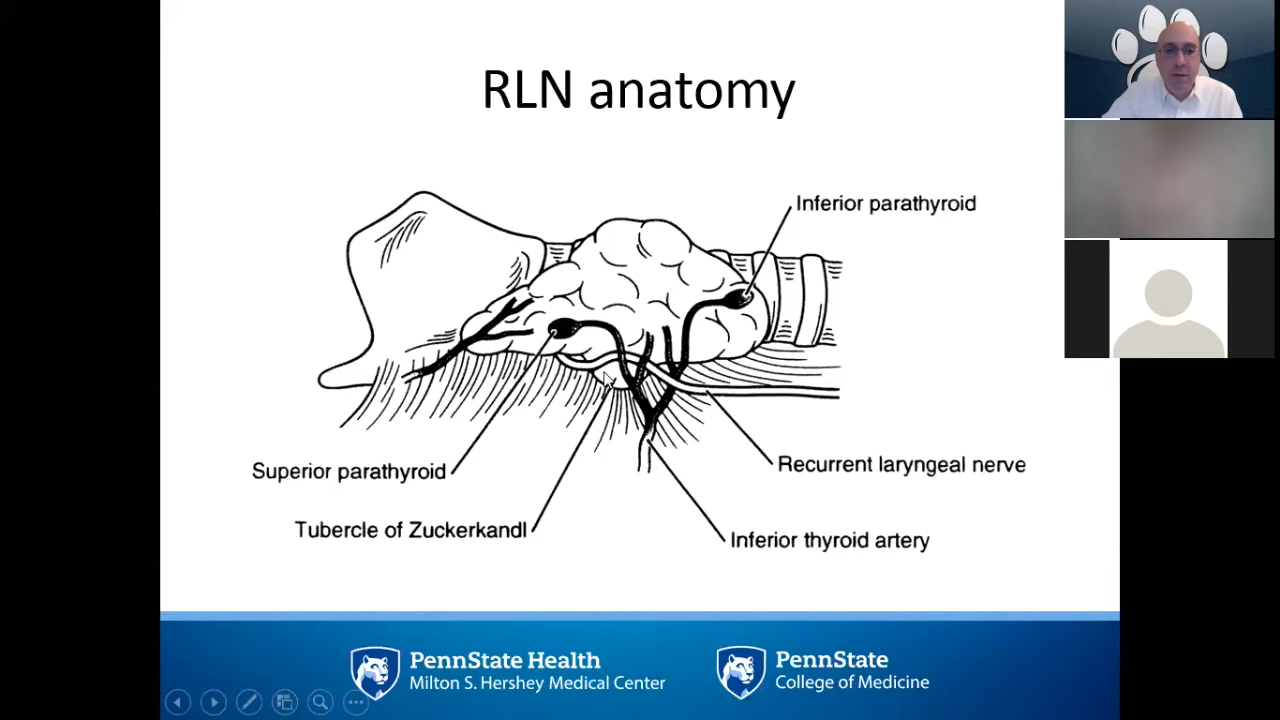 RLN anatomy
Inferior parathyroid
Superior parathyroid
Recurrent laryngeal nerve
Tubercle of Zuckerkandl
Inferior thyroid artery
PennState Health
Milton S. Hershey Medical Center
PennState
College of Medicine